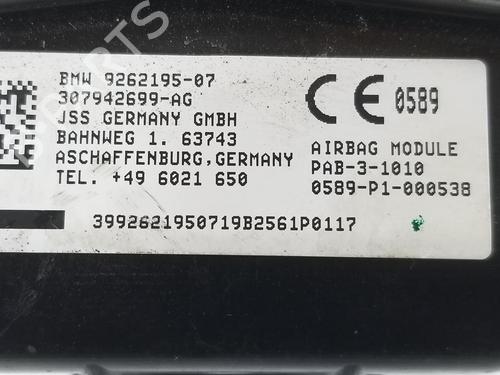 BMW 9262195-07
307942699-AG
JSS GERMANY GMBH
BAHNWEG 1. 63743
ASCHAFFENBURG,GERMANY
TEL. +49 6021 650
CE 0589
AIRBAG MODULE
PAB-3-1010
0589-P1-000538
3992621950719B2561P0117